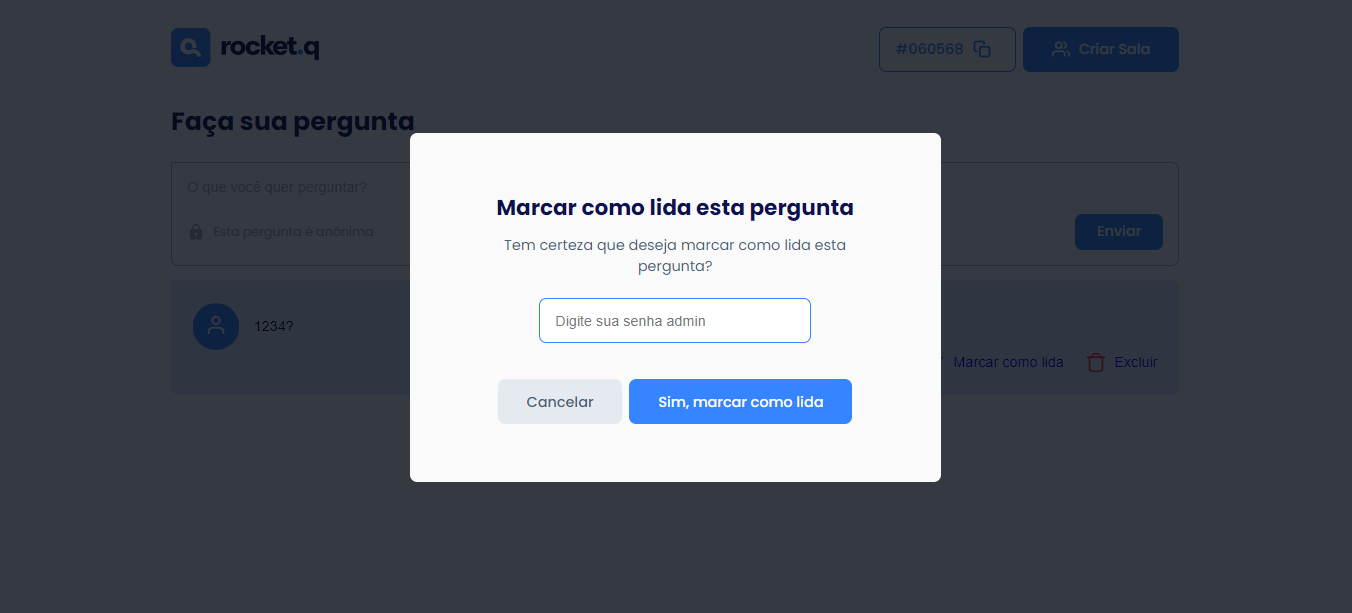 rocket.q
#060568
Criar Sala
Faça sua pergunta
O que você quer perguntar?
Esta pergunta é anônima
Enviar
1234?
Marcar como lida
Excluir
Marcar como lida esta pergunta
Tem certeza que deseja marcar como lida esta
pergunta?
Digite sua senha admin
Cancelar
Sim, marcar como lida